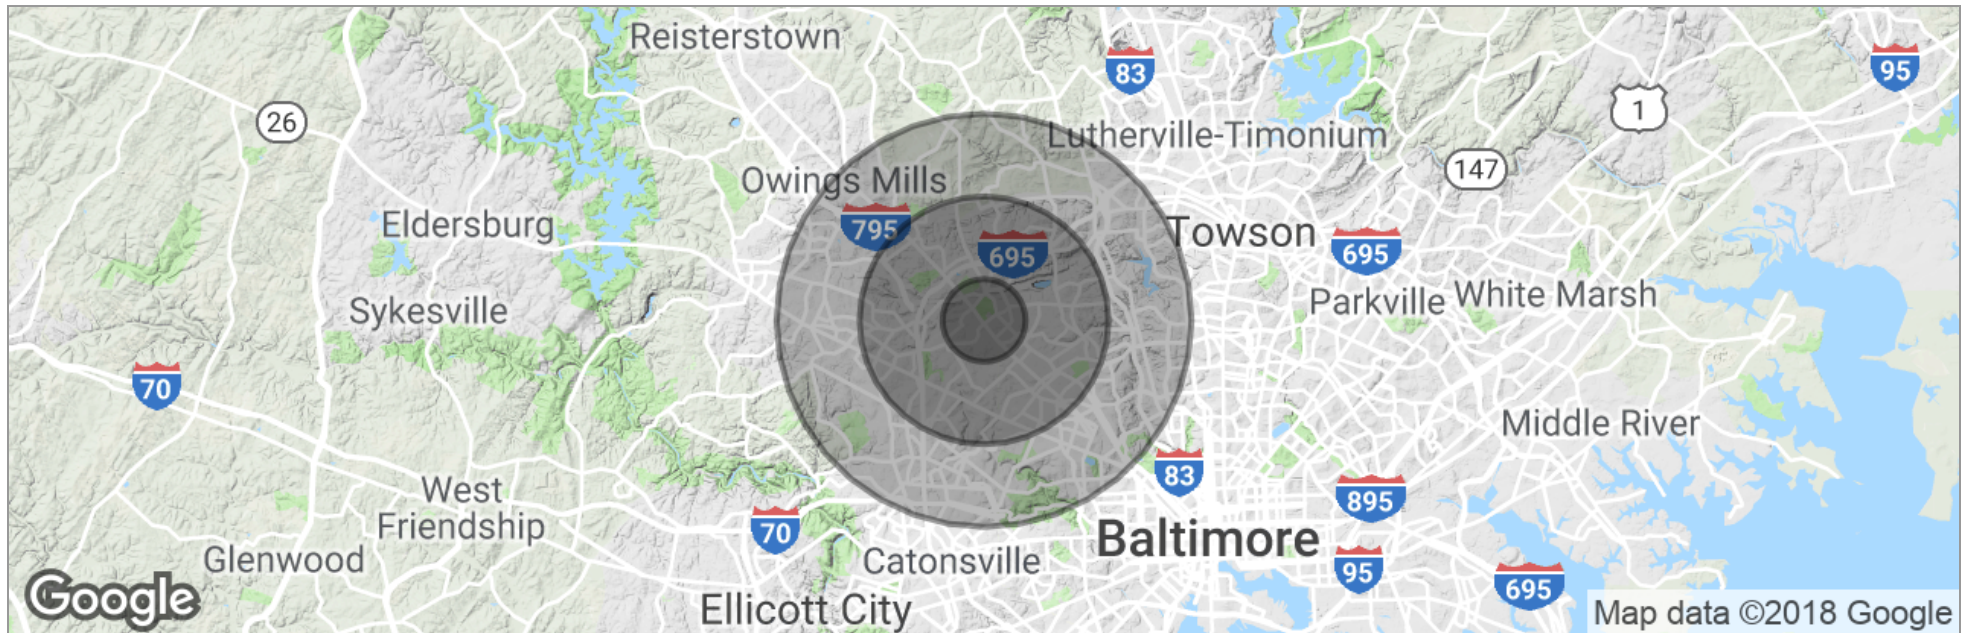 Reisterstown
83
95
1
26
Lutherville-Timonium
147
Owings Mills
Eldersburg
795
Towson
695
695
Sykesville
Parkville
White Marsh
70
Middle River
83
West
Friendship
895
70
Baltimore
Glenwood
Catonsville
95
695
Google
Ellicott City
Map data ©2018 Google